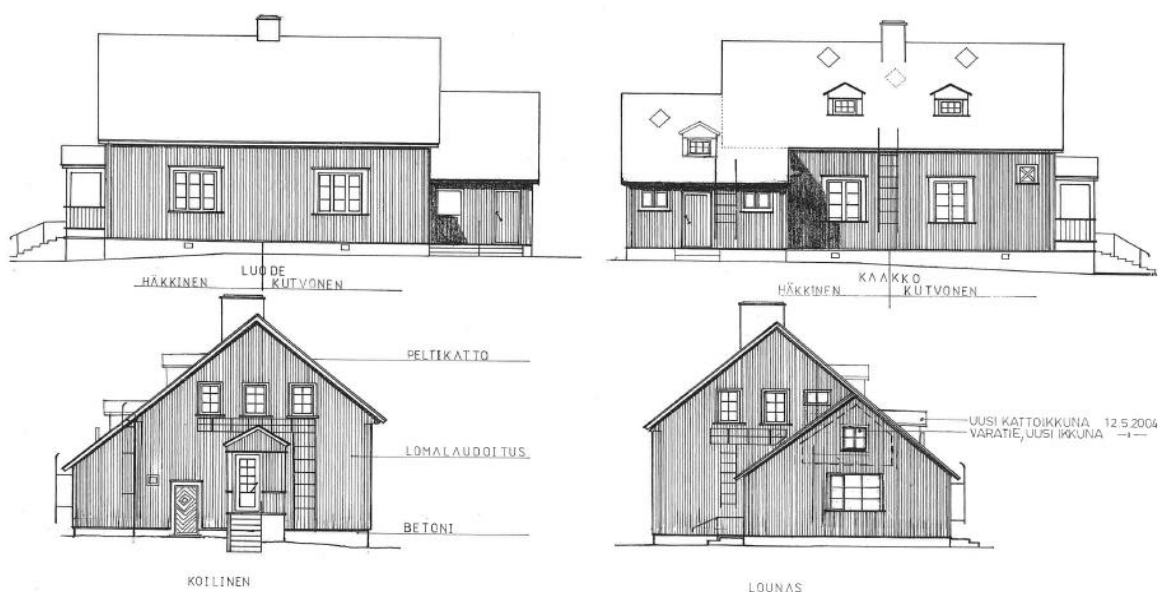 LUODE
HÄKKINEN KUTVONEN
KAAKKO
HÄKKINEN KUTVONEN
PELTIKATTO
LOMALAUDOITUS
BETONI
KOILINEN
UUSI KATTOIKKUNA 12.5.2004
VARATIE, UUSI IKKUNA —"—
LOUNAS